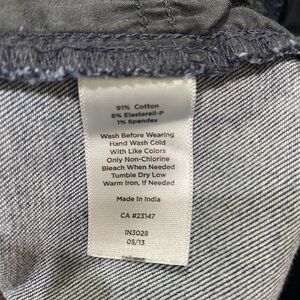 91% Cotton
8% Elasterell-P
1% Spandex
Wash Before Wearing
Hand Wash Cold
With Like Colors
Only Non-Chlorine
Bleach When Needed
Tumble Dry Low
Warm Iron, If Needed
Made In India
CA #23147
IN3028
05/13